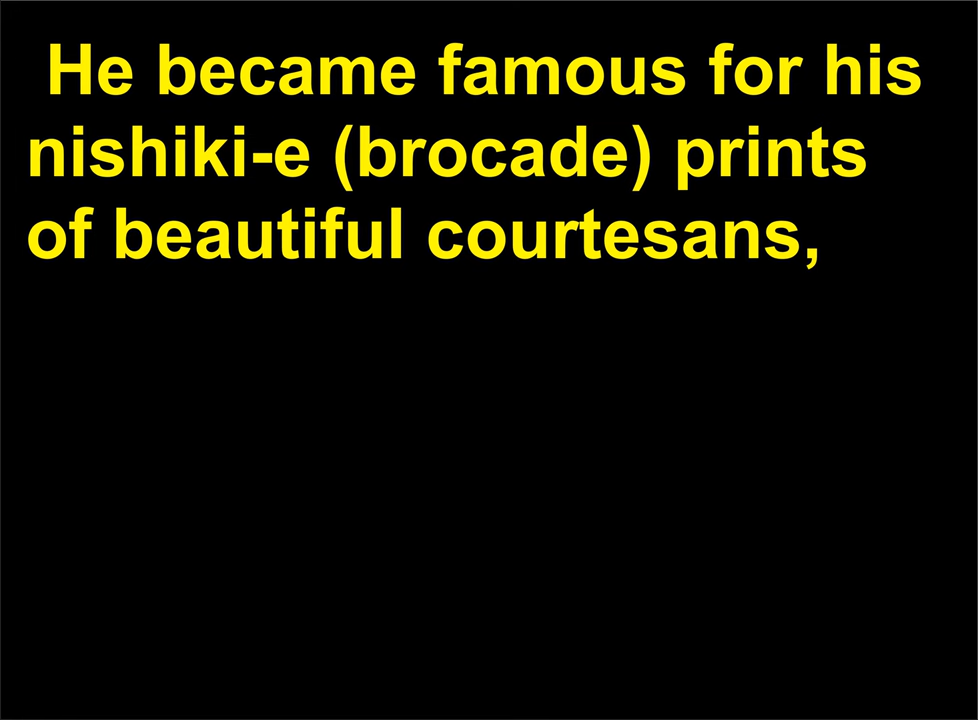 He became famous for his
nishiki-e (brocade) prints
of beautiful courtesans,